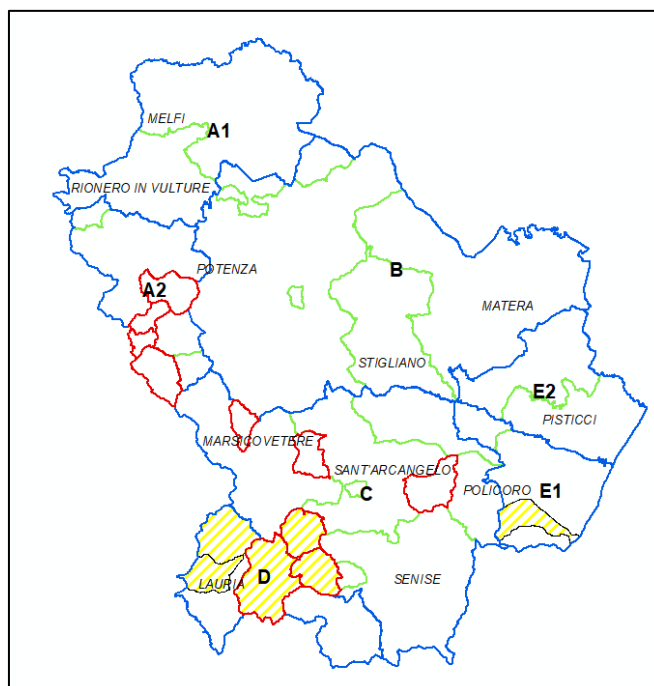 MELFI
A1
RIONERO IN VULTURE
POTENZA
B
A2
MATERA
STIGLIANO
E2
PISTICCI
MARSICOVETERE
SANT'ARCANGELO
C
POLICORO
E1
LAURIA
D
SENISE